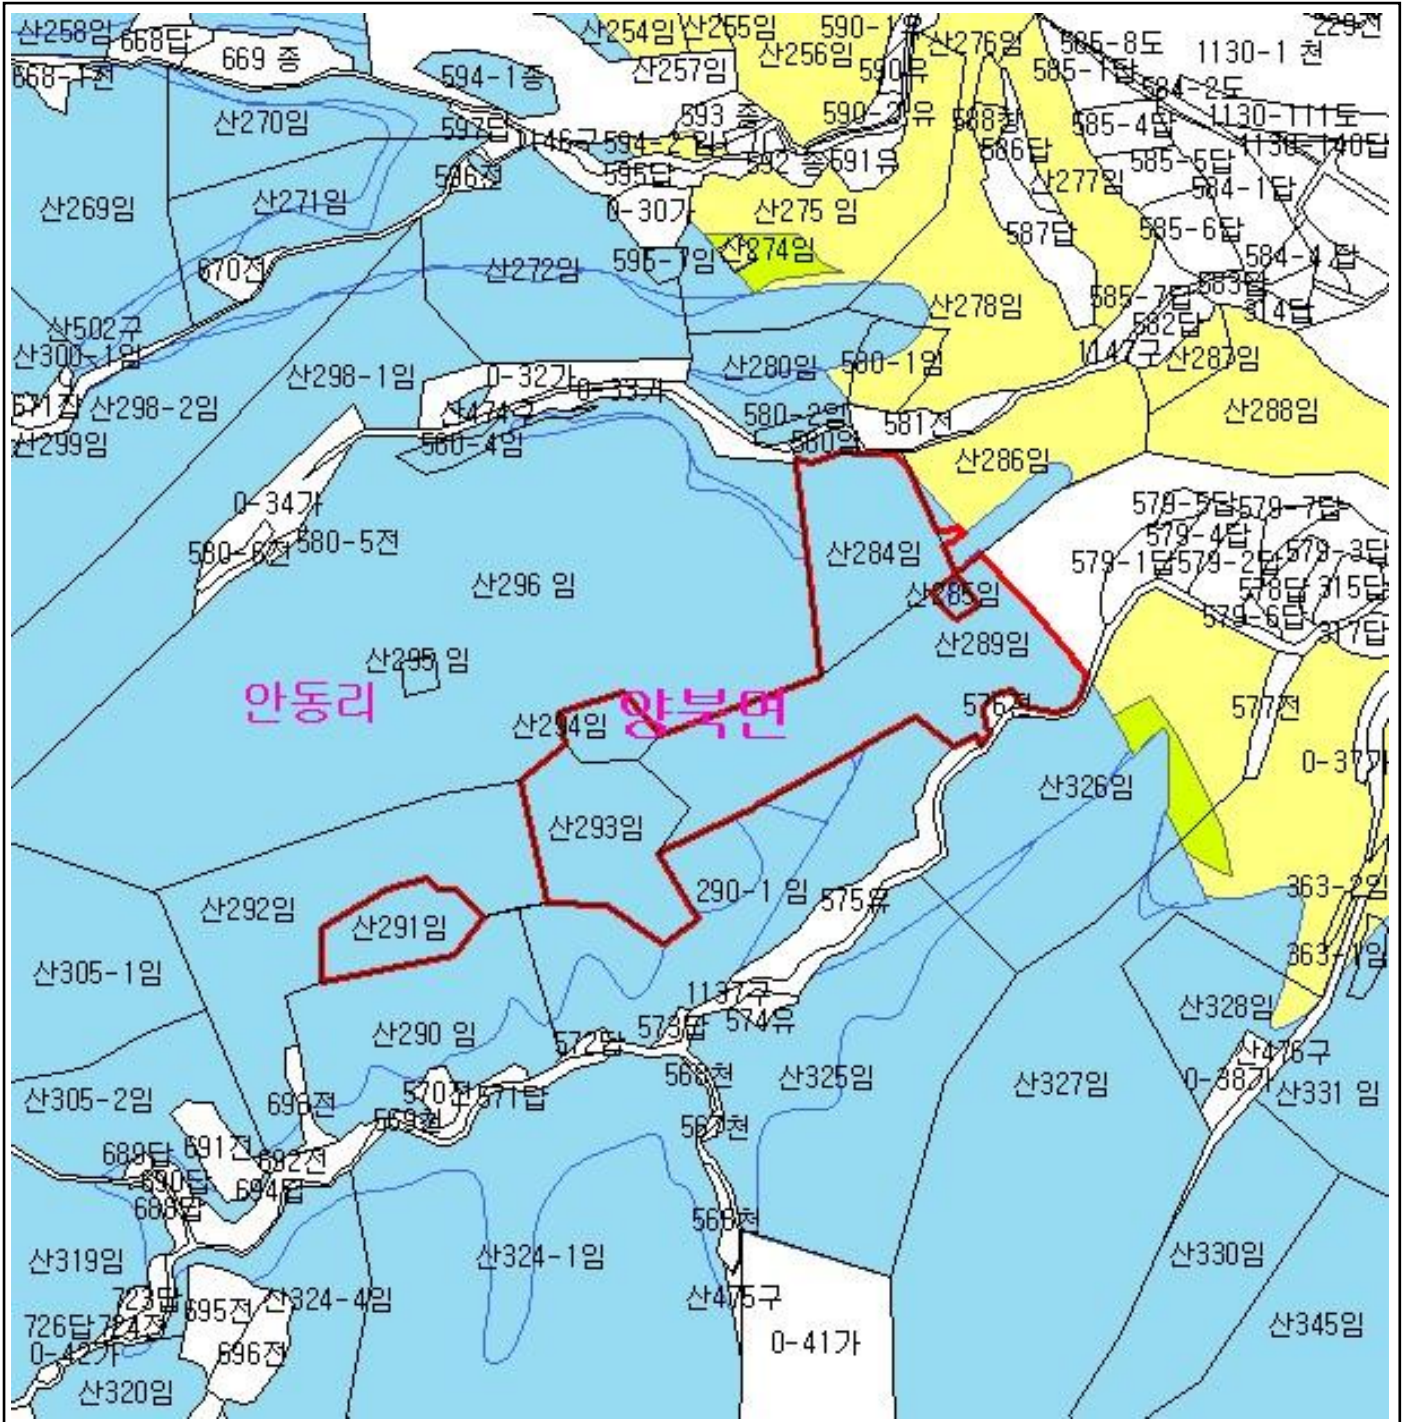 산258임
668답
669 종
668-1전
594-1종
산254임
산255임
산256임
산257임
590-1유
590유
590-2유
산276임
585-8도
585-1답
229전
1130-1 천
584-2도
1130-111도
1130-140답
산270임
597답
1146구
594-2 임
593 종
592 종
591유
588창
586답
585-4답
585-5답
584-1답
산277임
596전
595답
산269임
산271임
0-30가
산275 임
587답
585-6답
584-4 답
670전
산272임
595-1임
산274임
산278임
585-7답
583답
314답
582답
산502구
산300-1임
671잡
산298-2임
산299임
산298-1임
0-32가
0-33가
산474구
580-4임
산280임
580-1임
580-2임
580임
581전
1147구
산287임
산288임
산286임
0-34가
580-6전
580-5전
산296 임
산284임
산285임
산289임
579-5답
579-7답
579-4답
579-1답
579-2답
579-3답
578답
315답
579-6답
317답
산295 임
안동리
양북면
산294임
576전
577전
0-37가
산326임
산293임
산292임
산291임
290-1 임
575유
363-2임
363-1임
산305-1임
산290 임
1137구
574유
573답
572답
산328임
산476구
0-38가
산331 임
산305-2임
693전
570전
571답
569천
568천
산325임
산327임
567천
689답
691전
692전
690답
694답
688답
566천
산319임
산324-1임
산330임
723답
695전
산324-4임
산475구
726답
724전
0-42가
696전
0-41가
산345임
산320임